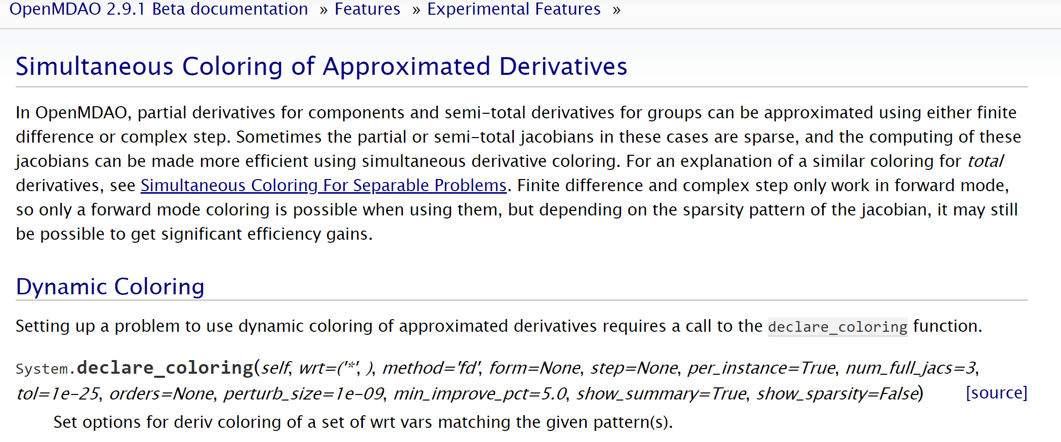 OpenMDAO 2.9.1 Beta documentation » Features » Experimental Features »
Simultaneous Coloring of Approximated Derivatives
In OpenMDAO, partial derivatives for components and semi-total derivatives for groups can be approximated using either finite
difference or complex step. Sometimes the partial or semi-total jacobians in these cases are sparse, and the computing of these
jacobians can be made more efficient using simultaneous derivative coloring. For an explanation of a similar coloring for total
derivatives, see Simultaneous Coloring For Separable Problems. Finite difference and complex step only work in forward mode,
so only a forward mode coloring is possible when using them, but depending on the sparsity pattern of the jacobian, it may still
be possible to get significant efficiency gains.
Dynamic Coloring
Setting up a problem to use dynamic coloring of approximated derivatives requires a call to the declare_coloring function.
System.declare_coloring(self, wrt=('*', ), method='fd', form=None, step=None, per_instance=True, num_full_jacs=3,
tol=1e-25, orders=None, perturb_size=1e-09, min_improve_pct=5.0, show_summary=True, show_sparsity=False) [source]
Set options for deriv coloring of a set of wrt vars matching the given pattern(s).